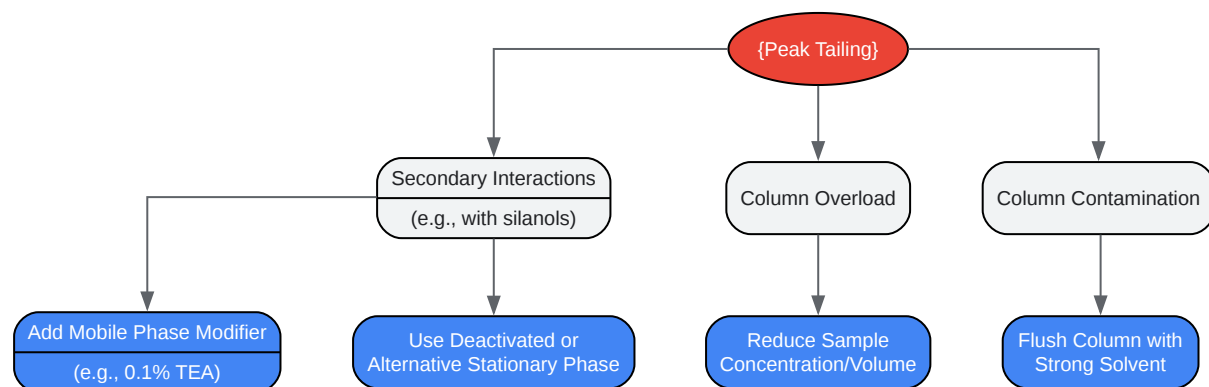 {Peak Tailing}
Secondary Interactions
(e.g., with silanols)
Column Overload
Column Contamination
Add Mobile Phase Modifier
(e.g., 0.1% TEA)
Use Deactivated or
Alternative Stationary Phase
Reduce Sample
Concentration/Volume
Flush Column with
Strong Solvent